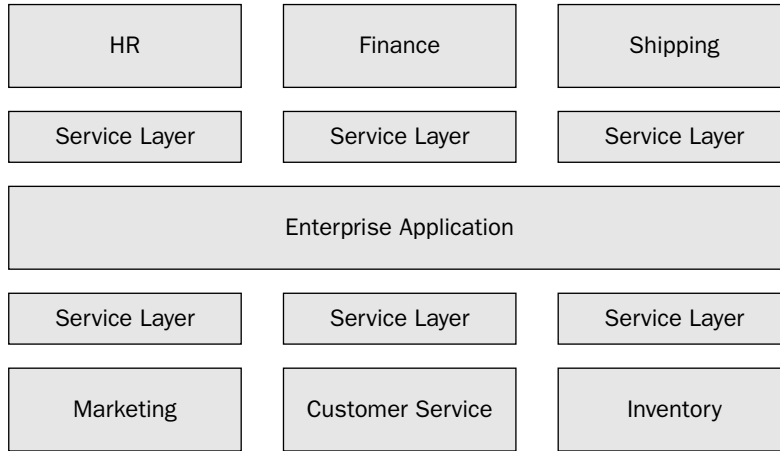 HR
Finance
Shipping
Service Layer
Service Layer
Service Layer
Enterprise Application
Service Layer
Service Layer
Service Layer
Marketing
Customer Service
Inventory